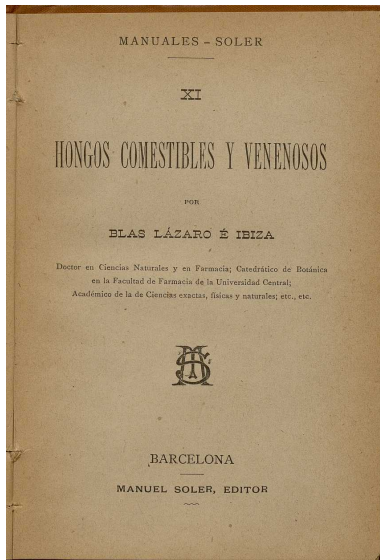 MANUALES - SOLER
XI
HONGOS COMESTIBLES Y VENENOSOS
POR
BLAS LÁZARO É IBIZA
Doctor en Ciencias Naturales y en Farmacia; Catedrático de Botánica
en la Facultad de Farmacia de la Universidad Central;
Académico de la de Ciencias exactas, físicas y naturales; etc., etc.
BARCELONA
MANUEL SOLER, EDITOR